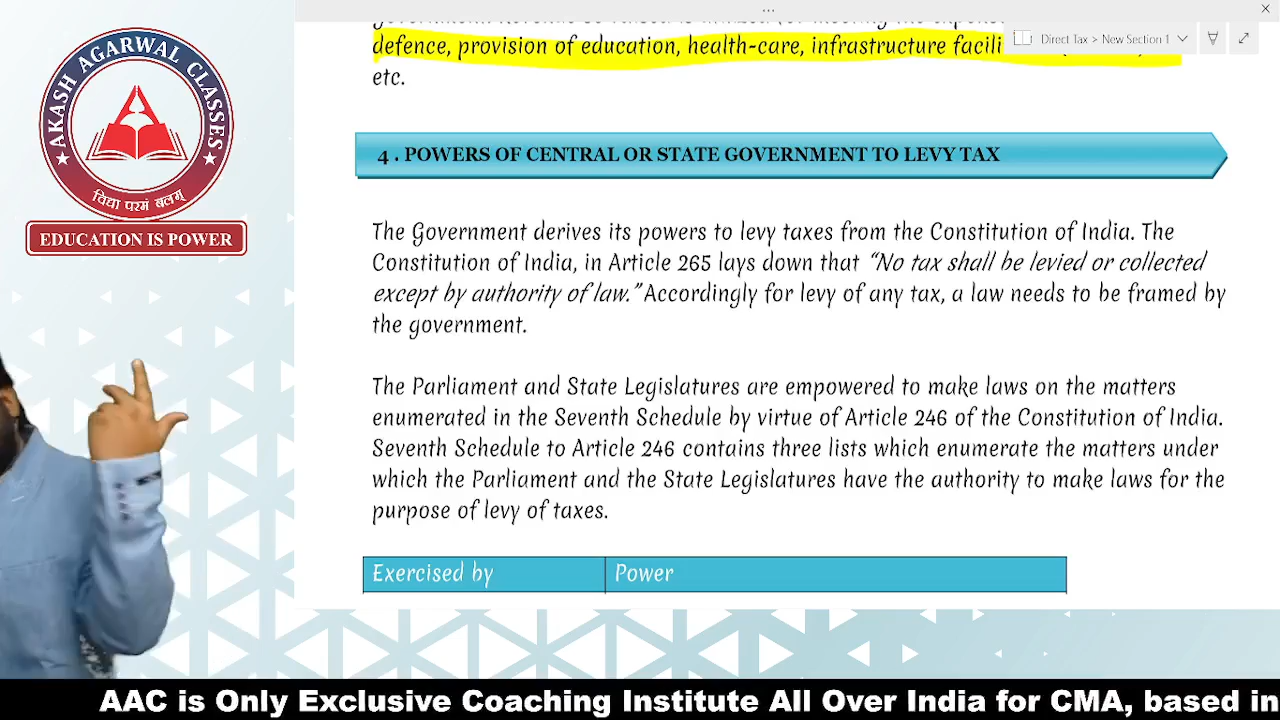 AKASH AGARWAL CLASSES
विद्या परमं बलम्
EDUCATION IS POWER
Direct Tax > New Section 1
defence, provision of education, health-care, infrastructure facili
etc.
4 . POWERS OF CENTRAL OR STATE GOVERNMENT TO LEVY TAX
The Government derives its powers to levy taxes from the Constitution of India. The
Constitution of India, in Article 265 lays down that “No tax shall be levied or collected
except by authority of law.” Accordingly for levy of any tax, a law needs to be framed by
the government.
The Parliament and State Legislatures are empowered to make laws on the matters
enumerated in the Seventh Schedule by virtue of Article 246 of the Constitution of India.
Seventh Schedule to Article 246 contains three lists which enumerate the matters under
which the Parliament and the State Legislatures have the authority to make laws for the
purpose of levy of taxes.
Exercised by Power
AAC is Only Exclusive Coaching Institute All Over India for CMA, based in